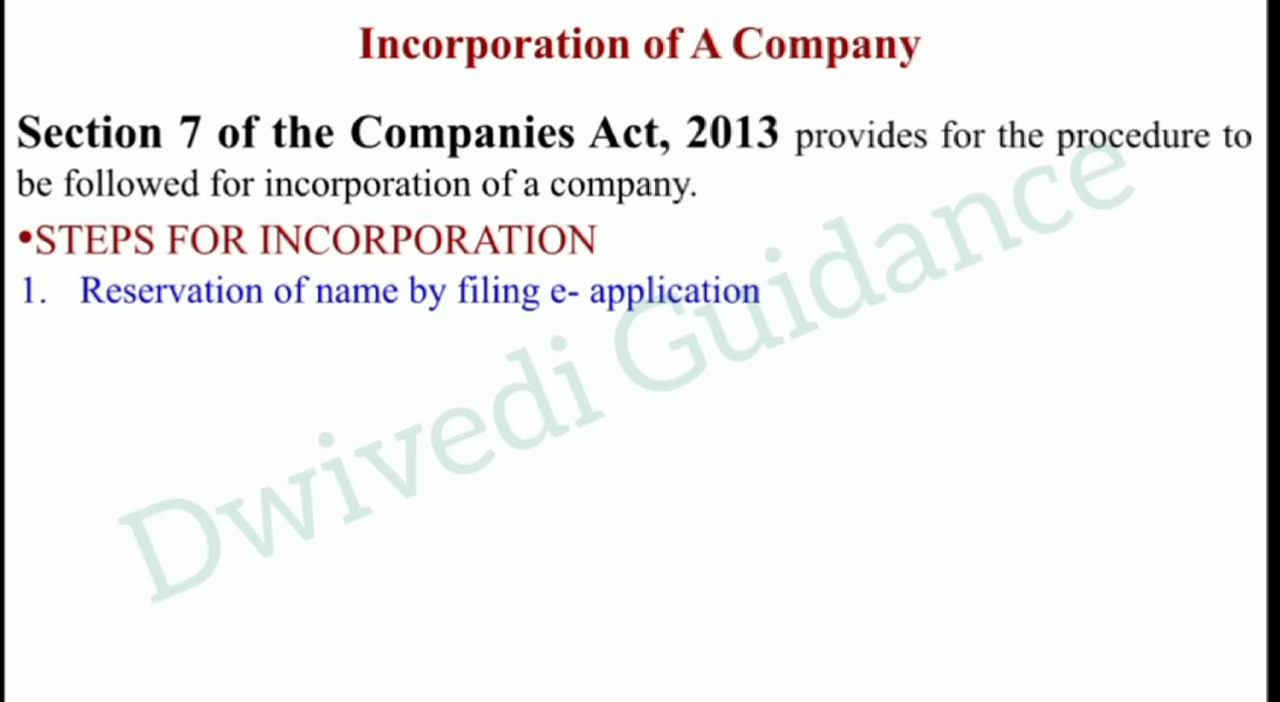 Incorporation of A Company
Section 7 of the Companies Act, 2013 provides for the procedure to
be followed for incorporation of a company.
•STEPS FOR INCORPORATION
1. Reservation of name by filing e- application
Dwivedi Guidance